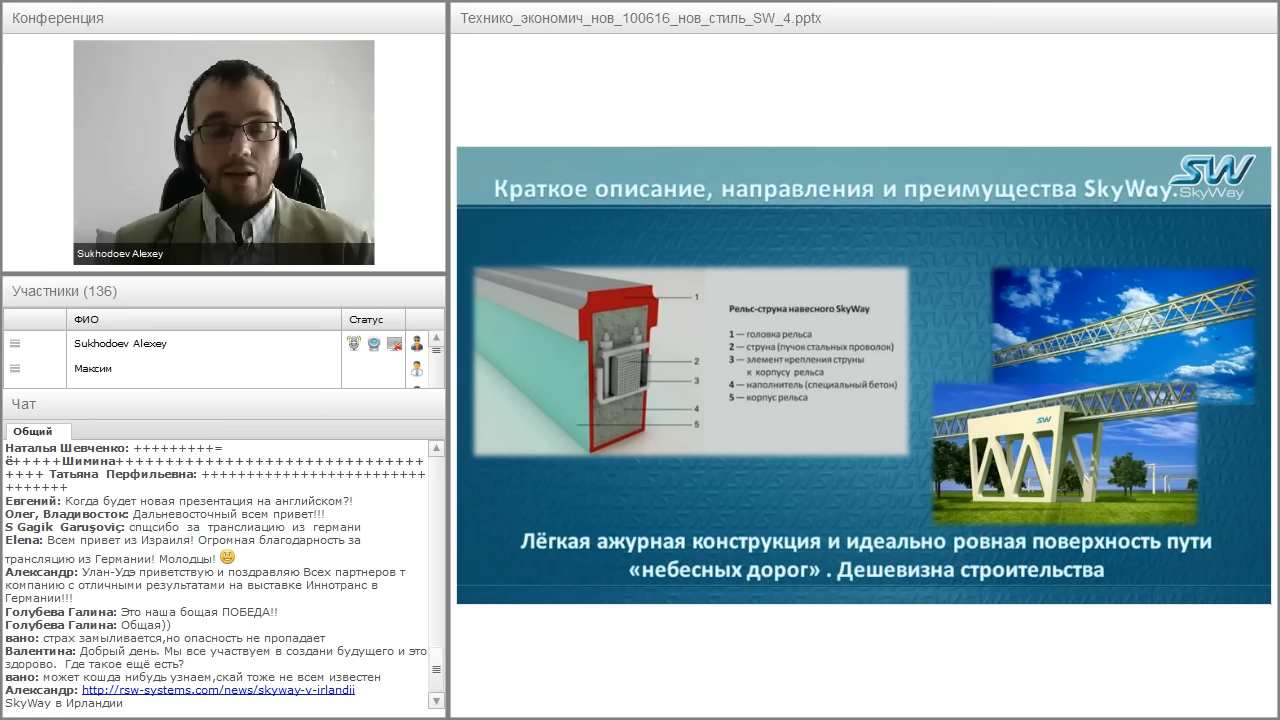 Конференция
Sukhodoev Alexey
Участники (136)
ФИО
Статус
Sukhodoev Alexey
Максим
Чат
Общий
Наталья Шевченко: +++++++++=
ё+++++Шимина+++++++++++++++++++++++++++++++
++++ Татьяна Перфильевна: +++++++++++++++++++++++
+++++++
Евгений: Когда будет новая презентация на английском?!
Олег, Владивосток: Дальневосточный всем привет!!!
S Gagik Garuşoviç: спщсибо за транслиацию из германи
Elena: Всем привет из Израиля! Огромная благодарность за
трансляцию из Германии! Молодцы!
Александр: Улан-Удэ приветствую и поздравляю Всех партнеров т
компанию с отличными результатами на выставке Иннотранс в
Германии!!!
Голубева Галина: Это наша бощая ПОБЕДА!!
Голубева Галина: Общая))
вано: страх замыливается,но опасность не пропадает
Валентина: Добрый день. Мы все участвуем в создани будущего и это
здорово. Где такое ещё есть?
вано: может кошда нибудь узнаем,скай тоже не всем известен
Александр: http://rsw-systems.com/news/skyway-v-irlandii
SkyWay в Ирландии
Технико_экономич_нов_100616_нов_стиль_SW_4.pptx
Краткое описание, направления и преимущества SkyWay.
SW
SkyWay
1
2
3
4
5
Рельс-струна навесного SkyWay
1 — головка рельса
2 — струна (пучок стальных проволок)
3 — элемент крепления струны
к корпусу рельса
4 — наполнитель (специальный бетон)
5 — корпус рельса
SW
Лёгкая ажурная конструкция и идеально ровная поверхность пути
«небесных дорог» . Дешевизна строительства